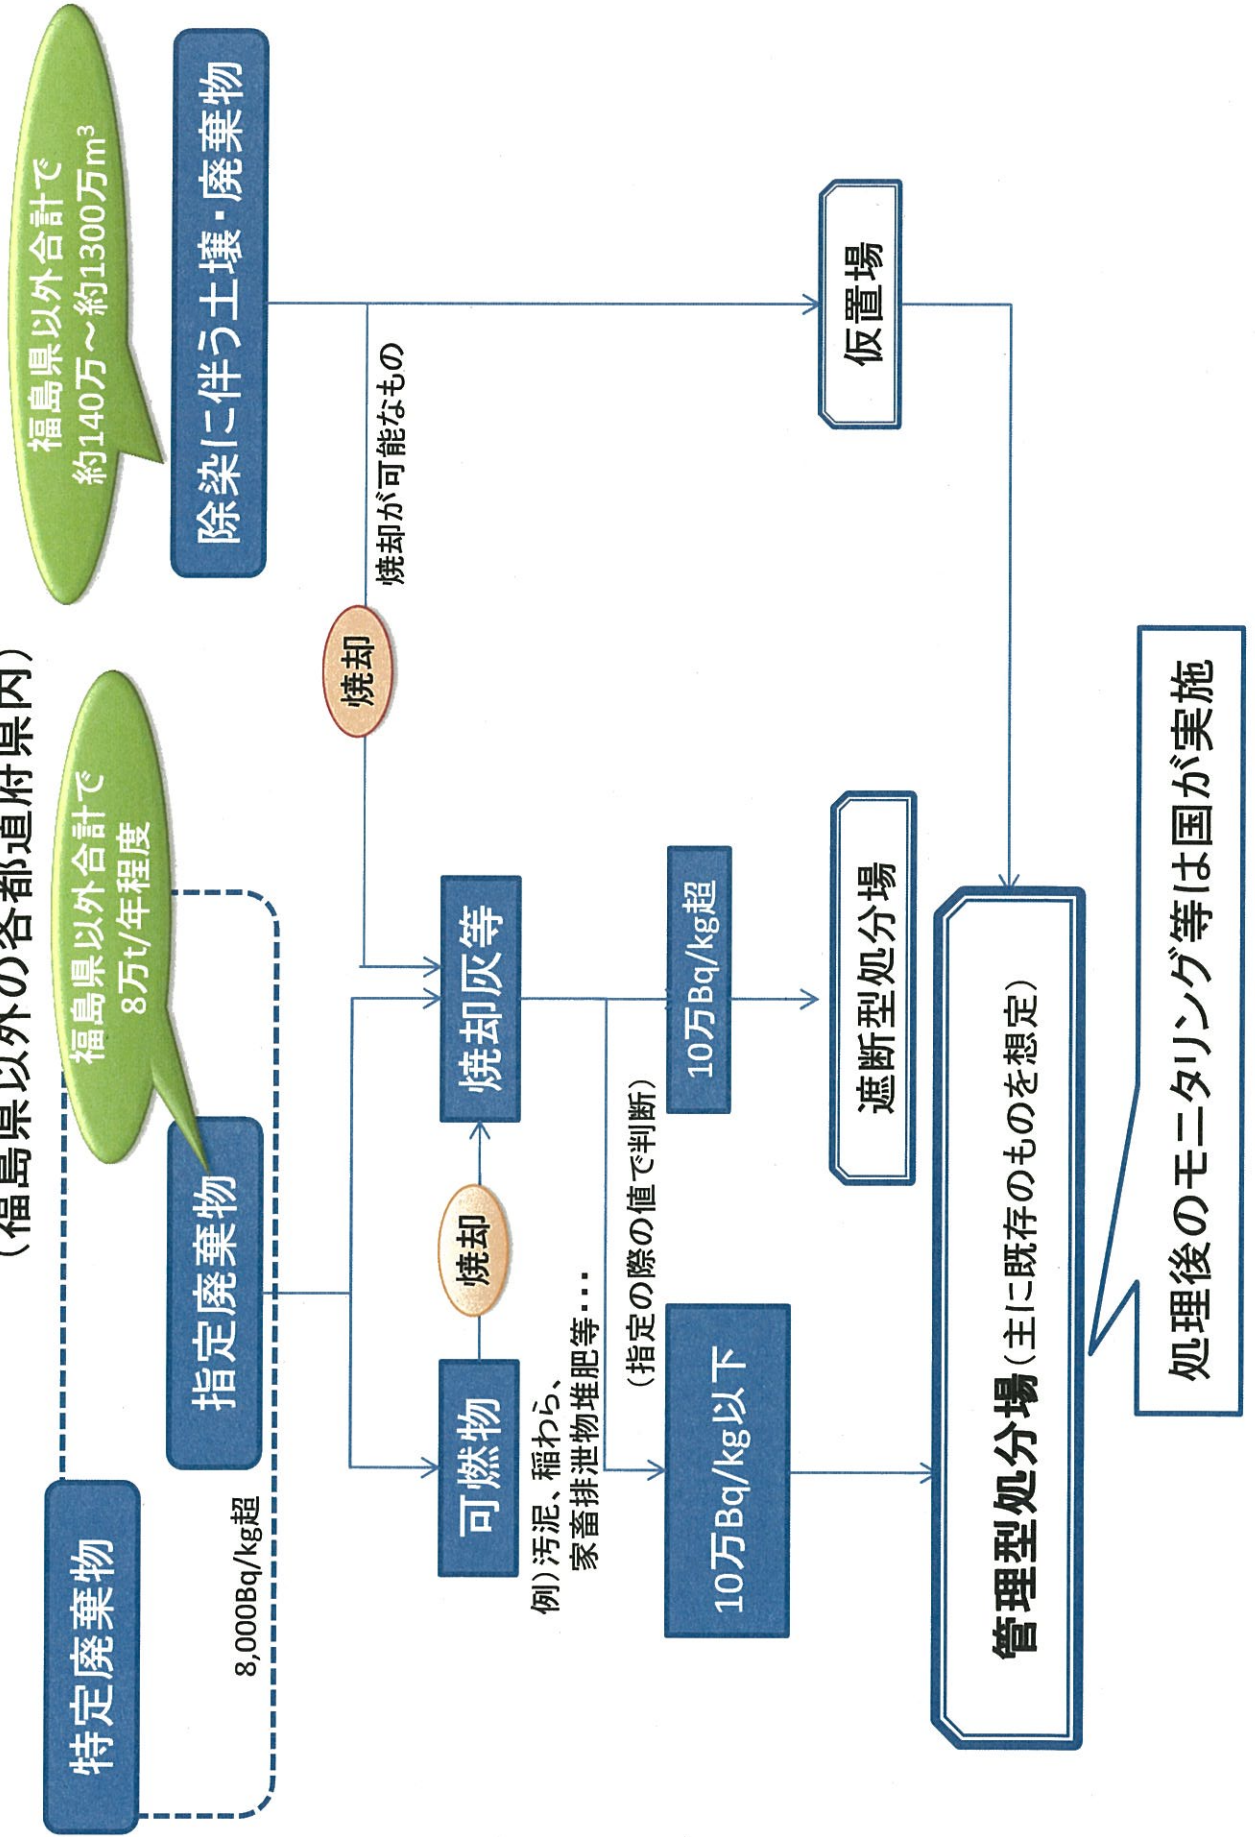 （福島県以外の各都道府県内）
特定廃棄物
福島県以外合計で
8万t/年程度
福島県以外合計で
約140万～約1300万m³
指定廃棄物
除染に伴う土壌・廃棄物
8,000Bq/kg超
焼却
焼却が可能なもの
可燃物
焼却
焼却灰等
例）汚泥、稲わら、
家畜排泄物堆肥等・・・
（指定の際の値で判断）
10万Bq/kg以下
10万Bq/kg超
遮断型処分場
仮置場
管理型処分場（主に既存のものを想定）
処理後のモニタリング等は国が実施